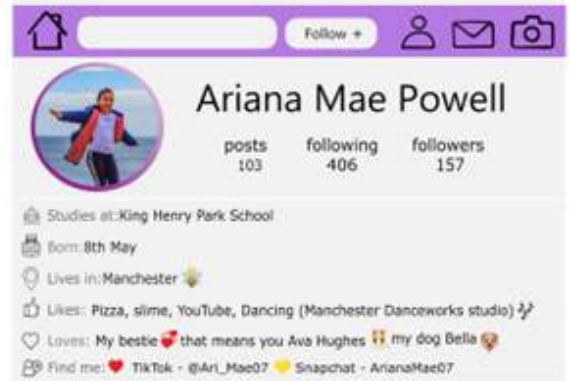 Follow +
Ariana Mae Powell
posts following followers
103 406 157
Studies at:King Henry Park School
Born:8th May
Lives in:Manchester
Likes: Pizza, slime, YouTube, Dancing (Manchester Danceworks studio)
Loves: My bestie 💞 that means you Ava Hughes 👯 my dog Bella 🐶
Find me: ❤️ TikTok - @Ari_Mae07 💛 Snapchat - ArianaMae07